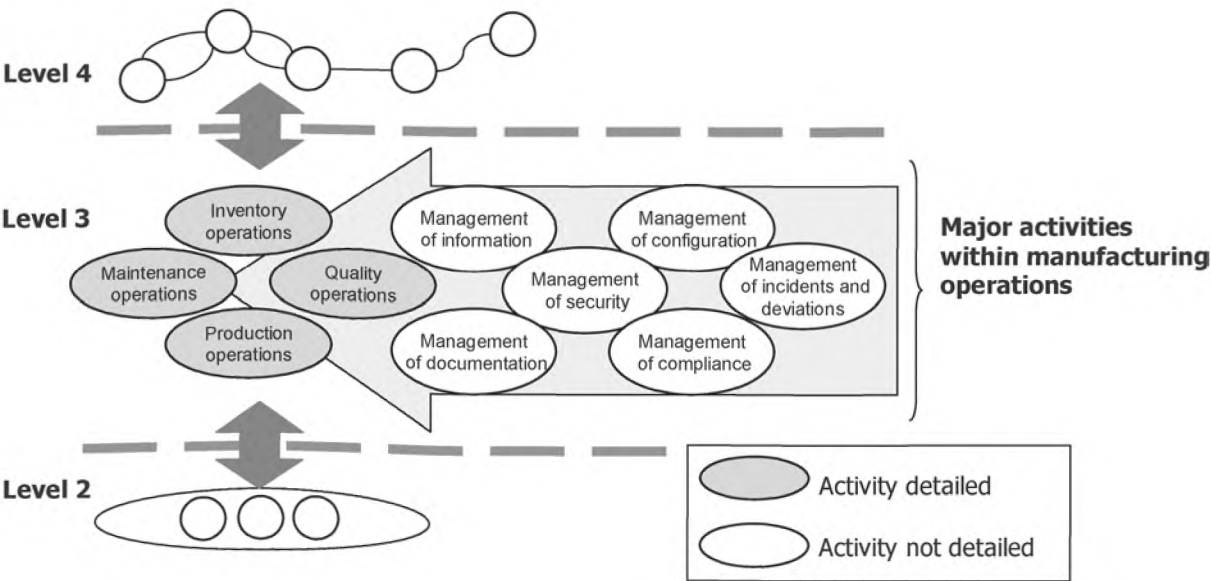 Level 4
Level 3
Inventory
operations
Maintenance
operations
Quality
operations
Production
operations
Management
of information
Management
of configuration
Management
of security
Management
of incidents and
deviations
Management
of documentation
Management
of compliance
Major activities
within manufacturing
operations
Level 2
Activity detailed
Activity not detailed